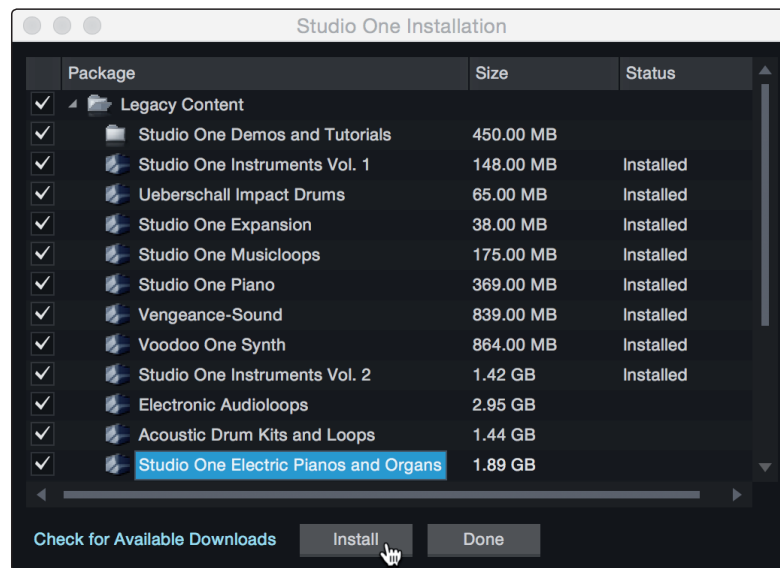 Studio One Installation
Package Size Status
Legacy Content
Studio One Demos and Tutorials 450.00 MB
Studio One Instruments Vol. 1 148.00 MB Installed
Ueberschall Impact Drums 65.00 MB Installed
Studio One Expansion 38.00 MB Installed
Studio One Musicloops 175.00 MB Installed
Studio One Piano 369.00 MB Installed
Vengeance-Sound 839.00 MB Installed
Voodoo One Synth 864.00 MB Installed
Studio One Instruments Vol. 2 1.42 GB Installed
Electronic Audioloops 2.95 GB
Acoustic Drum Kits and Loops 1.44 GB
Studio One Electric Pianos and Organs 1.89 GB
Check for Available Downloads Install Done